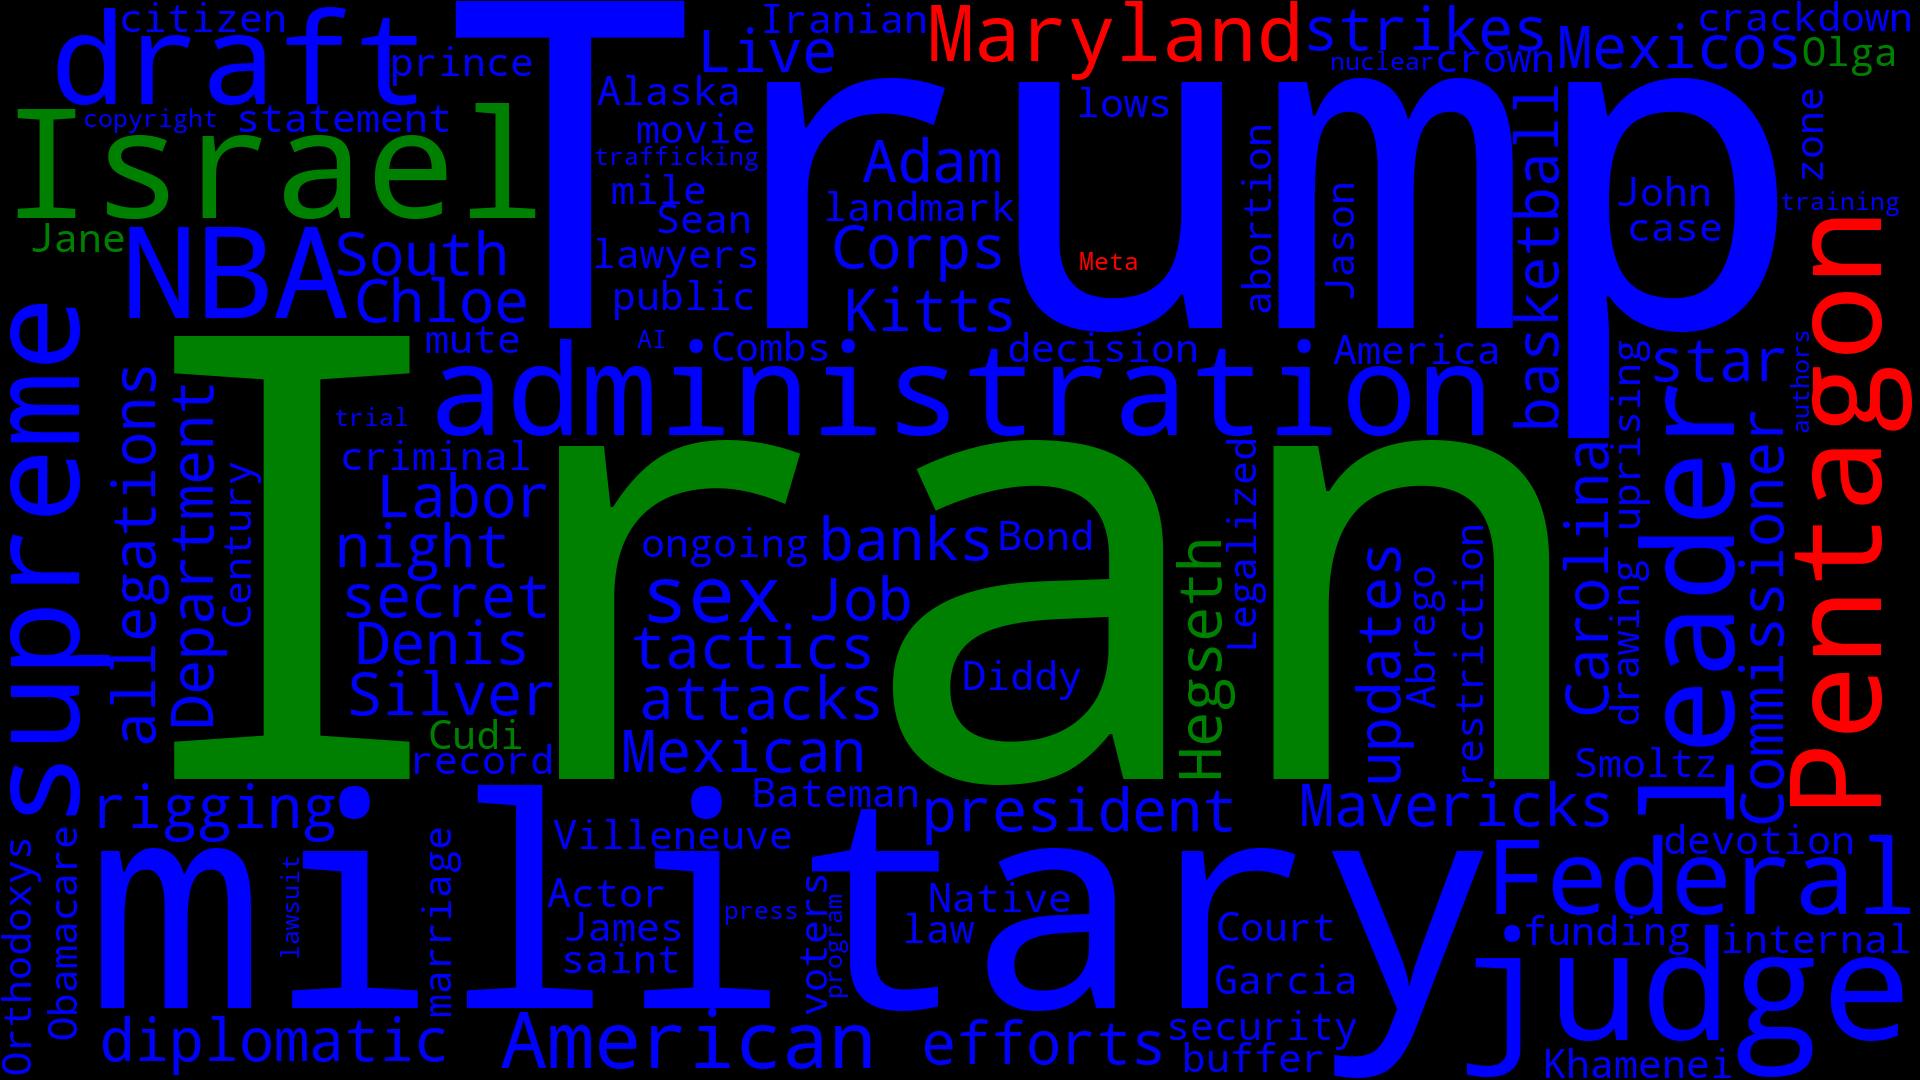 citizen
draft
prince
Live
Iranian
Maryland
strikes
nuclear
crown
Mexicos
crackdown
Olga
Trump
Alaska
movie
trafficking
mile
Sean
lawyers
public
Adam
landmark
Corps
Kitts
lows
Meta
abortion
Jason
basketball
John
case
zone
training
copyright
statement
Israel
Jane
NBA
South
Chloe
mute
AI
Combs
decision
America
administration
star
authors
Pentagon
supreme
allegations
Department
Century
Iran
trial
criminal
Labor
night
secret
Denis
Silver
Cudi
record
ongoing
banks
Bond
sex
Job
tactics
attacks
Diddy
Mexican
Hegseth
Legalized
updates
Abrego
restriction
Carolina
uprising
drawing
leader
Commissioner
Smoltz
rigging
Bateman
president
Mavericks
military
Villeneuve
devotion
Federal
Orthodoxys
Obamacare
lawsuit
marriage
Actor
James
saint
press
voters
program
Native
law
Court
Garcia
funding
internal
judge
diplomatic
American
efforts
security
buffer
Khamenei